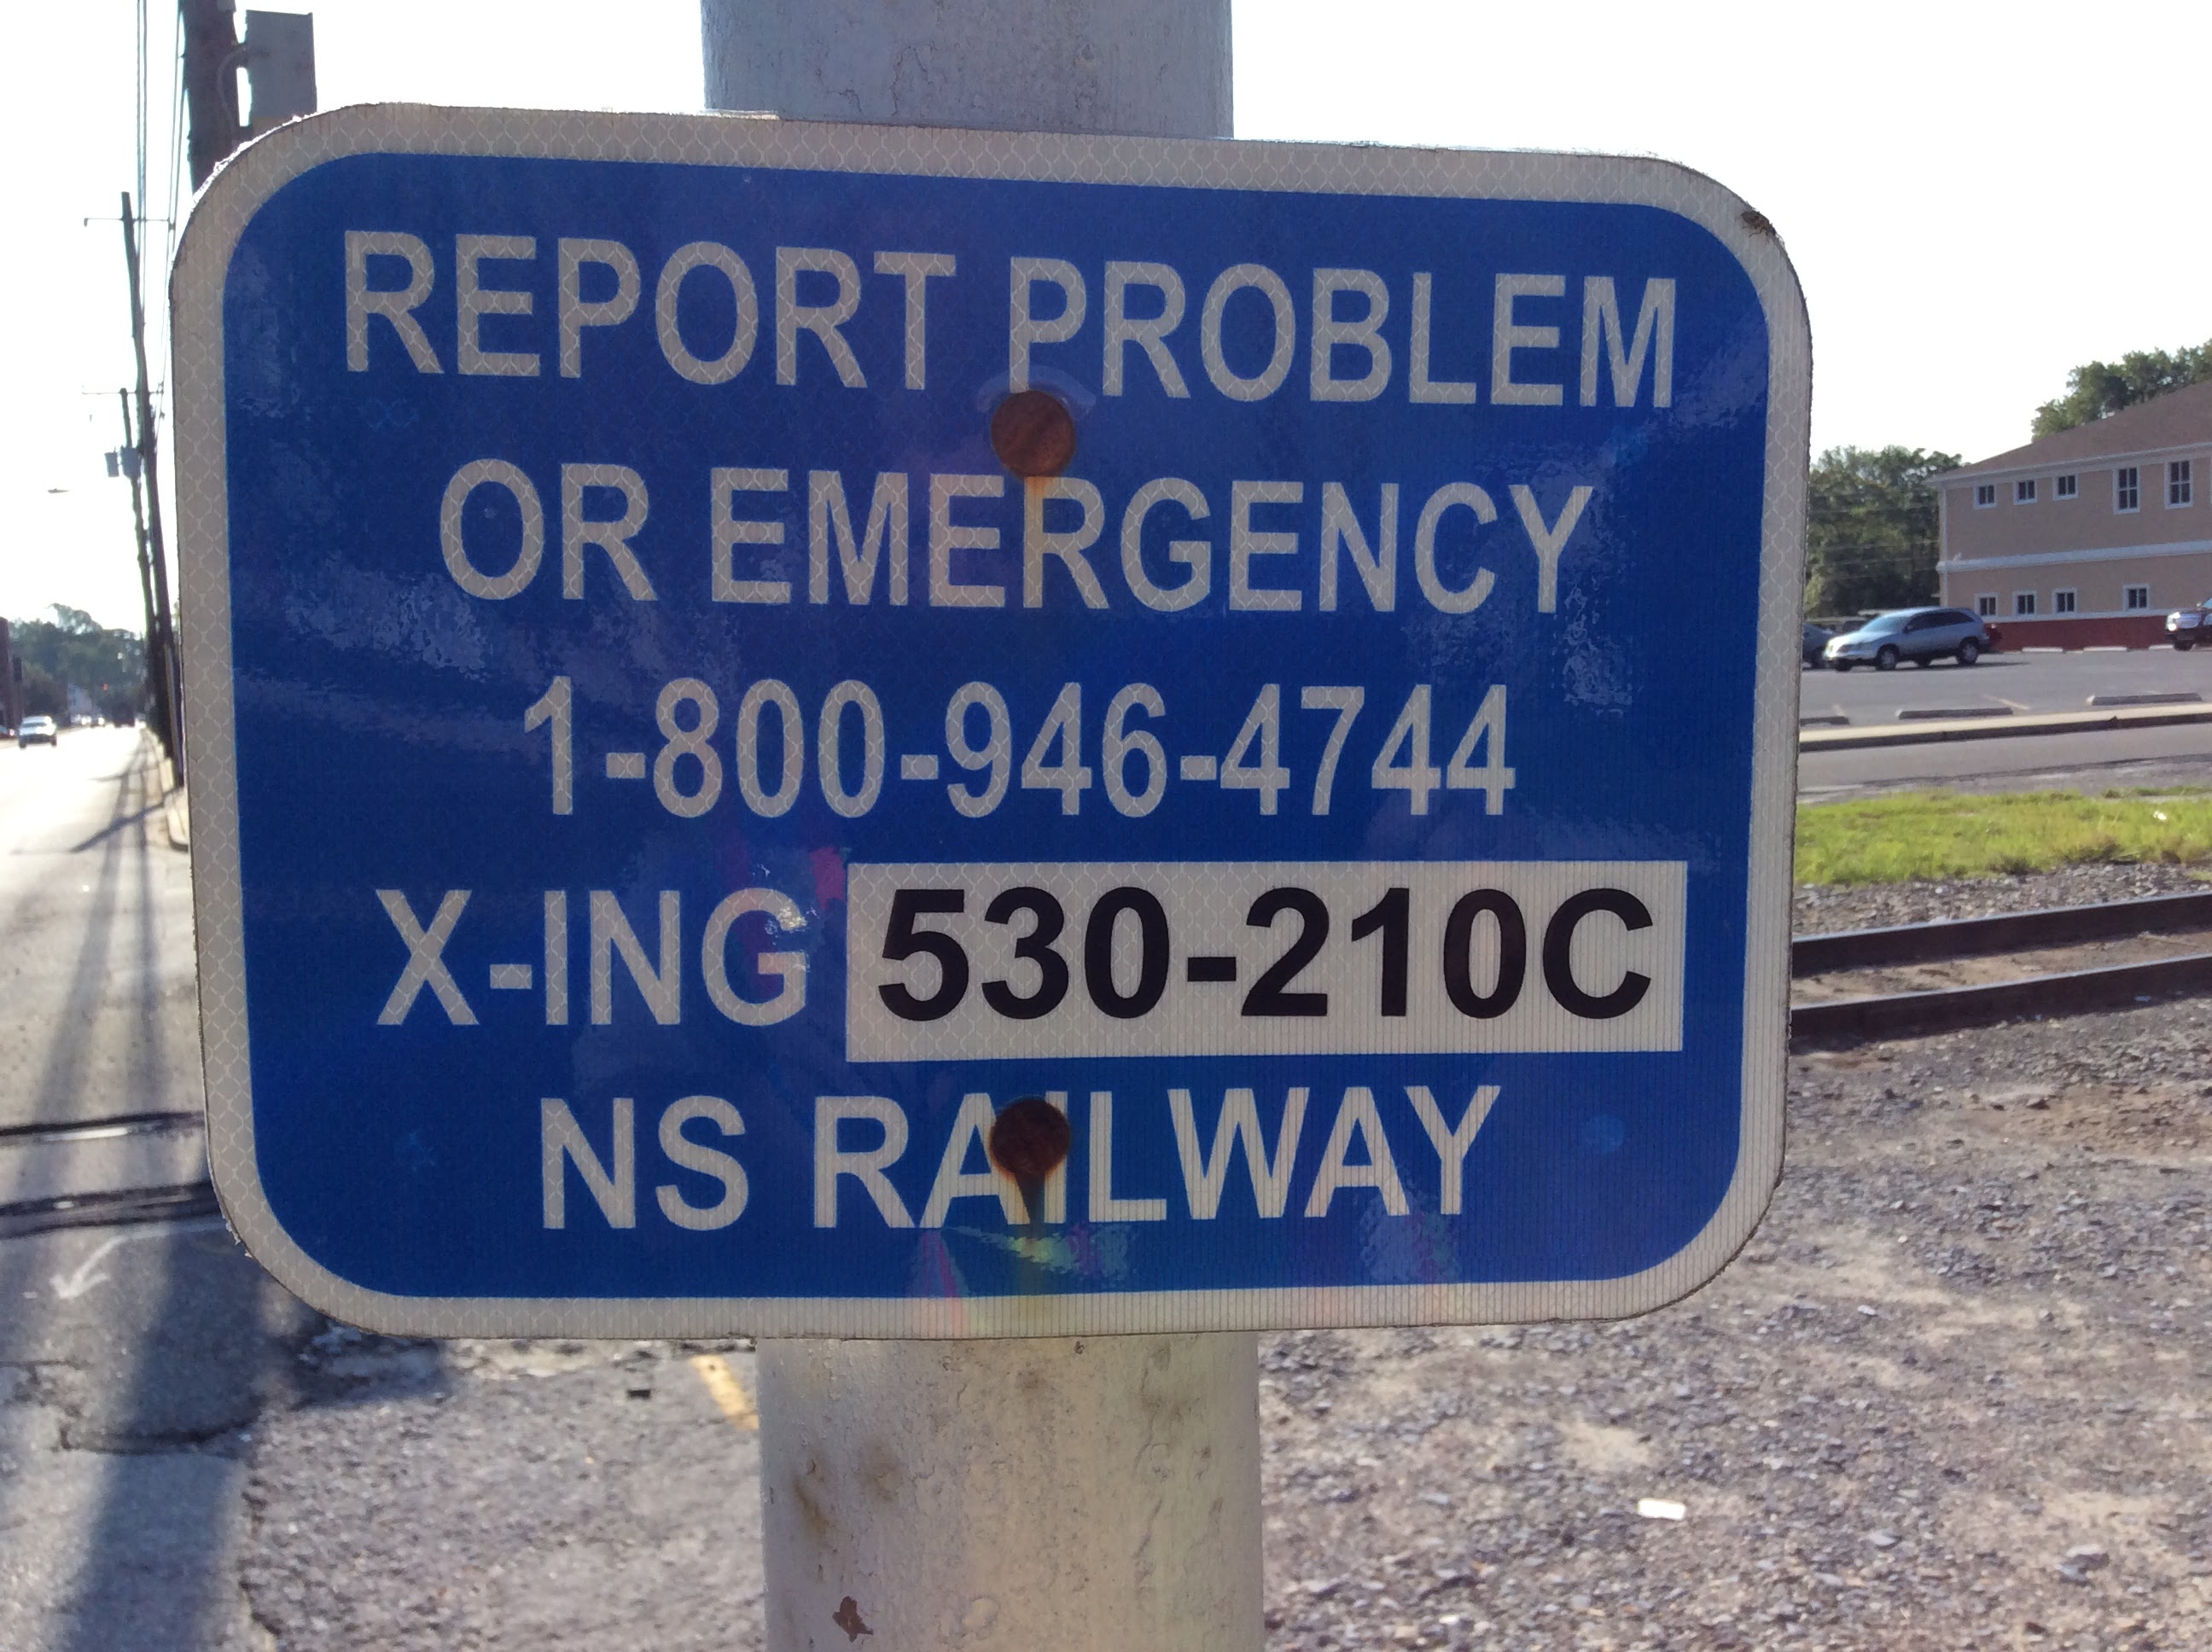 REPORT PROBLEM
OR EMERGENCY
1-800-946-4744
X-ING 530-210C
NS RAILWAY